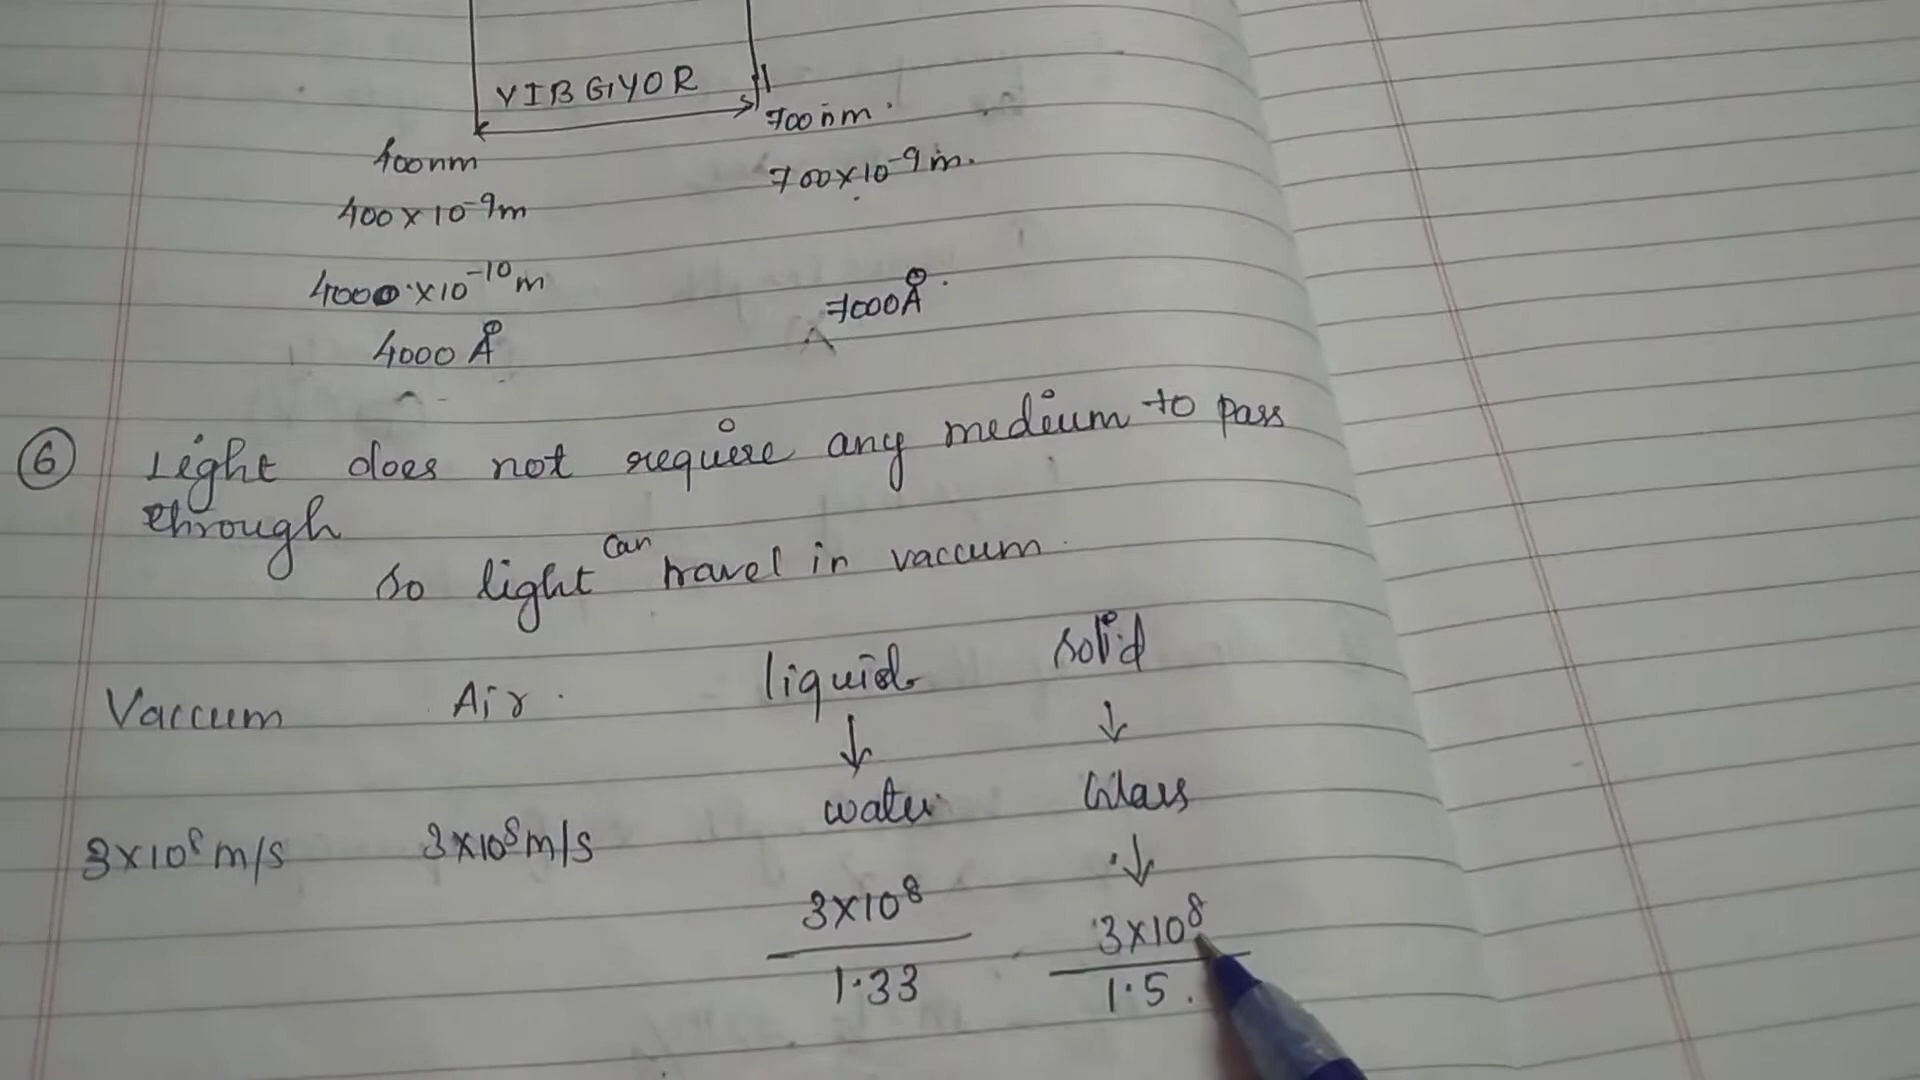 VIBGYOR
400nm 700nm.
400×10⁻⁹m 700×10⁻⁹m.
4000×10⁻¹⁰m
4000 Å 7000Å.
⑥ Light does not require any medium to pass
through
so light can travel in vaccum.
Vaccum Air. liquid solid
↓ ↓
water Glass
3×10⁸ m/s 3×10⁸m/s ↓
3×10⁸ 3×10⁸
1.33 1.5.